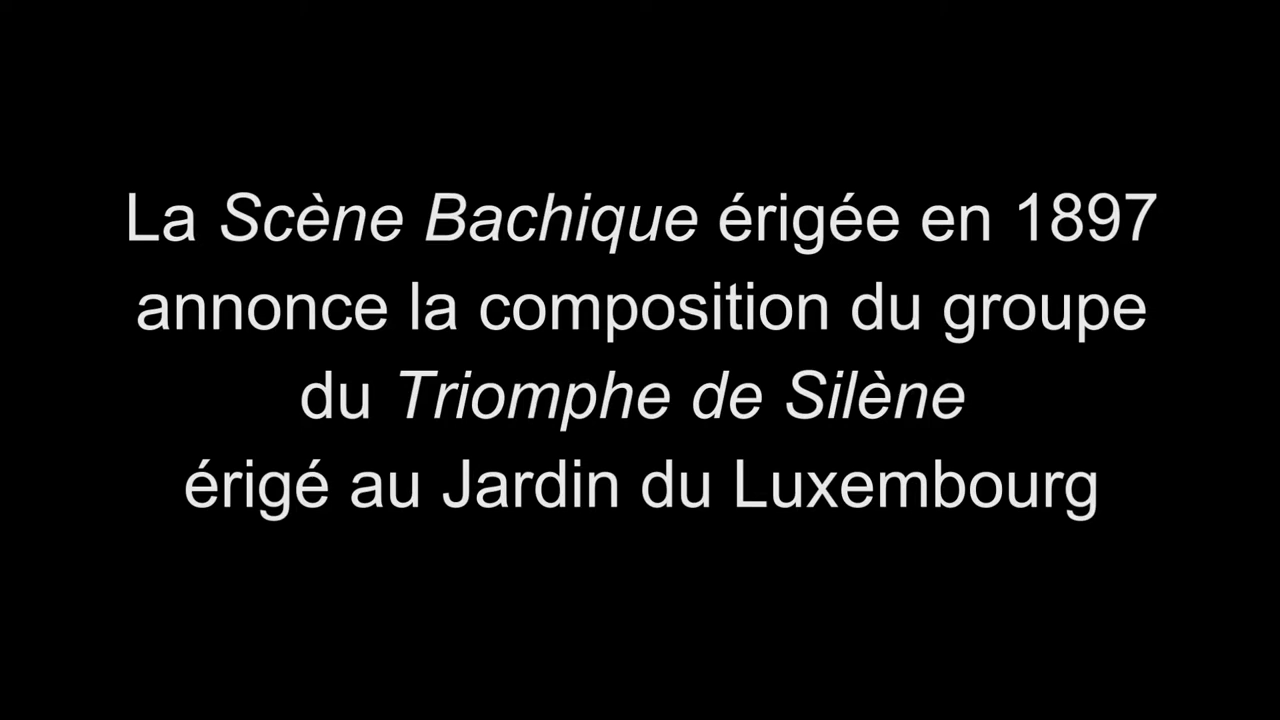 La Scène Bachique érigée en 1897
annonce la composition du groupe
du Triomphe de Silène
érigé au Jardin du Luxembourg